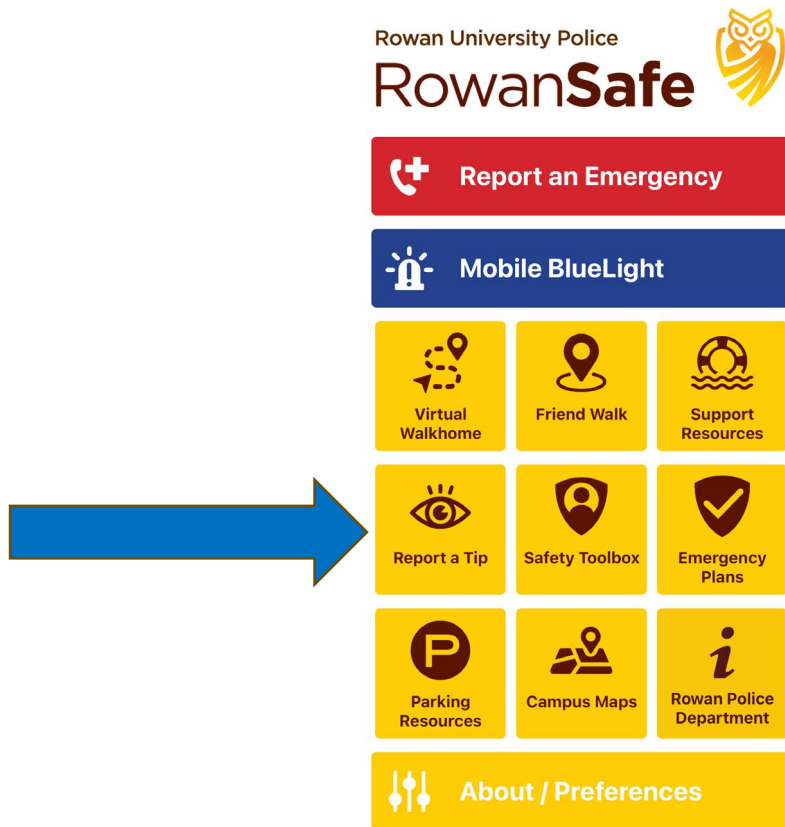 Rowan University Police
RowanSafe
Report an Emergency
Mobile BlueLight
Virtual
Walkhome
Friend Walk
Support
Resources
Report a Tip
Safety Toolbox
Emergency
Plans
P
Parking
Resources
Campus Maps
i
Rowan Police
Department
About / Preferences